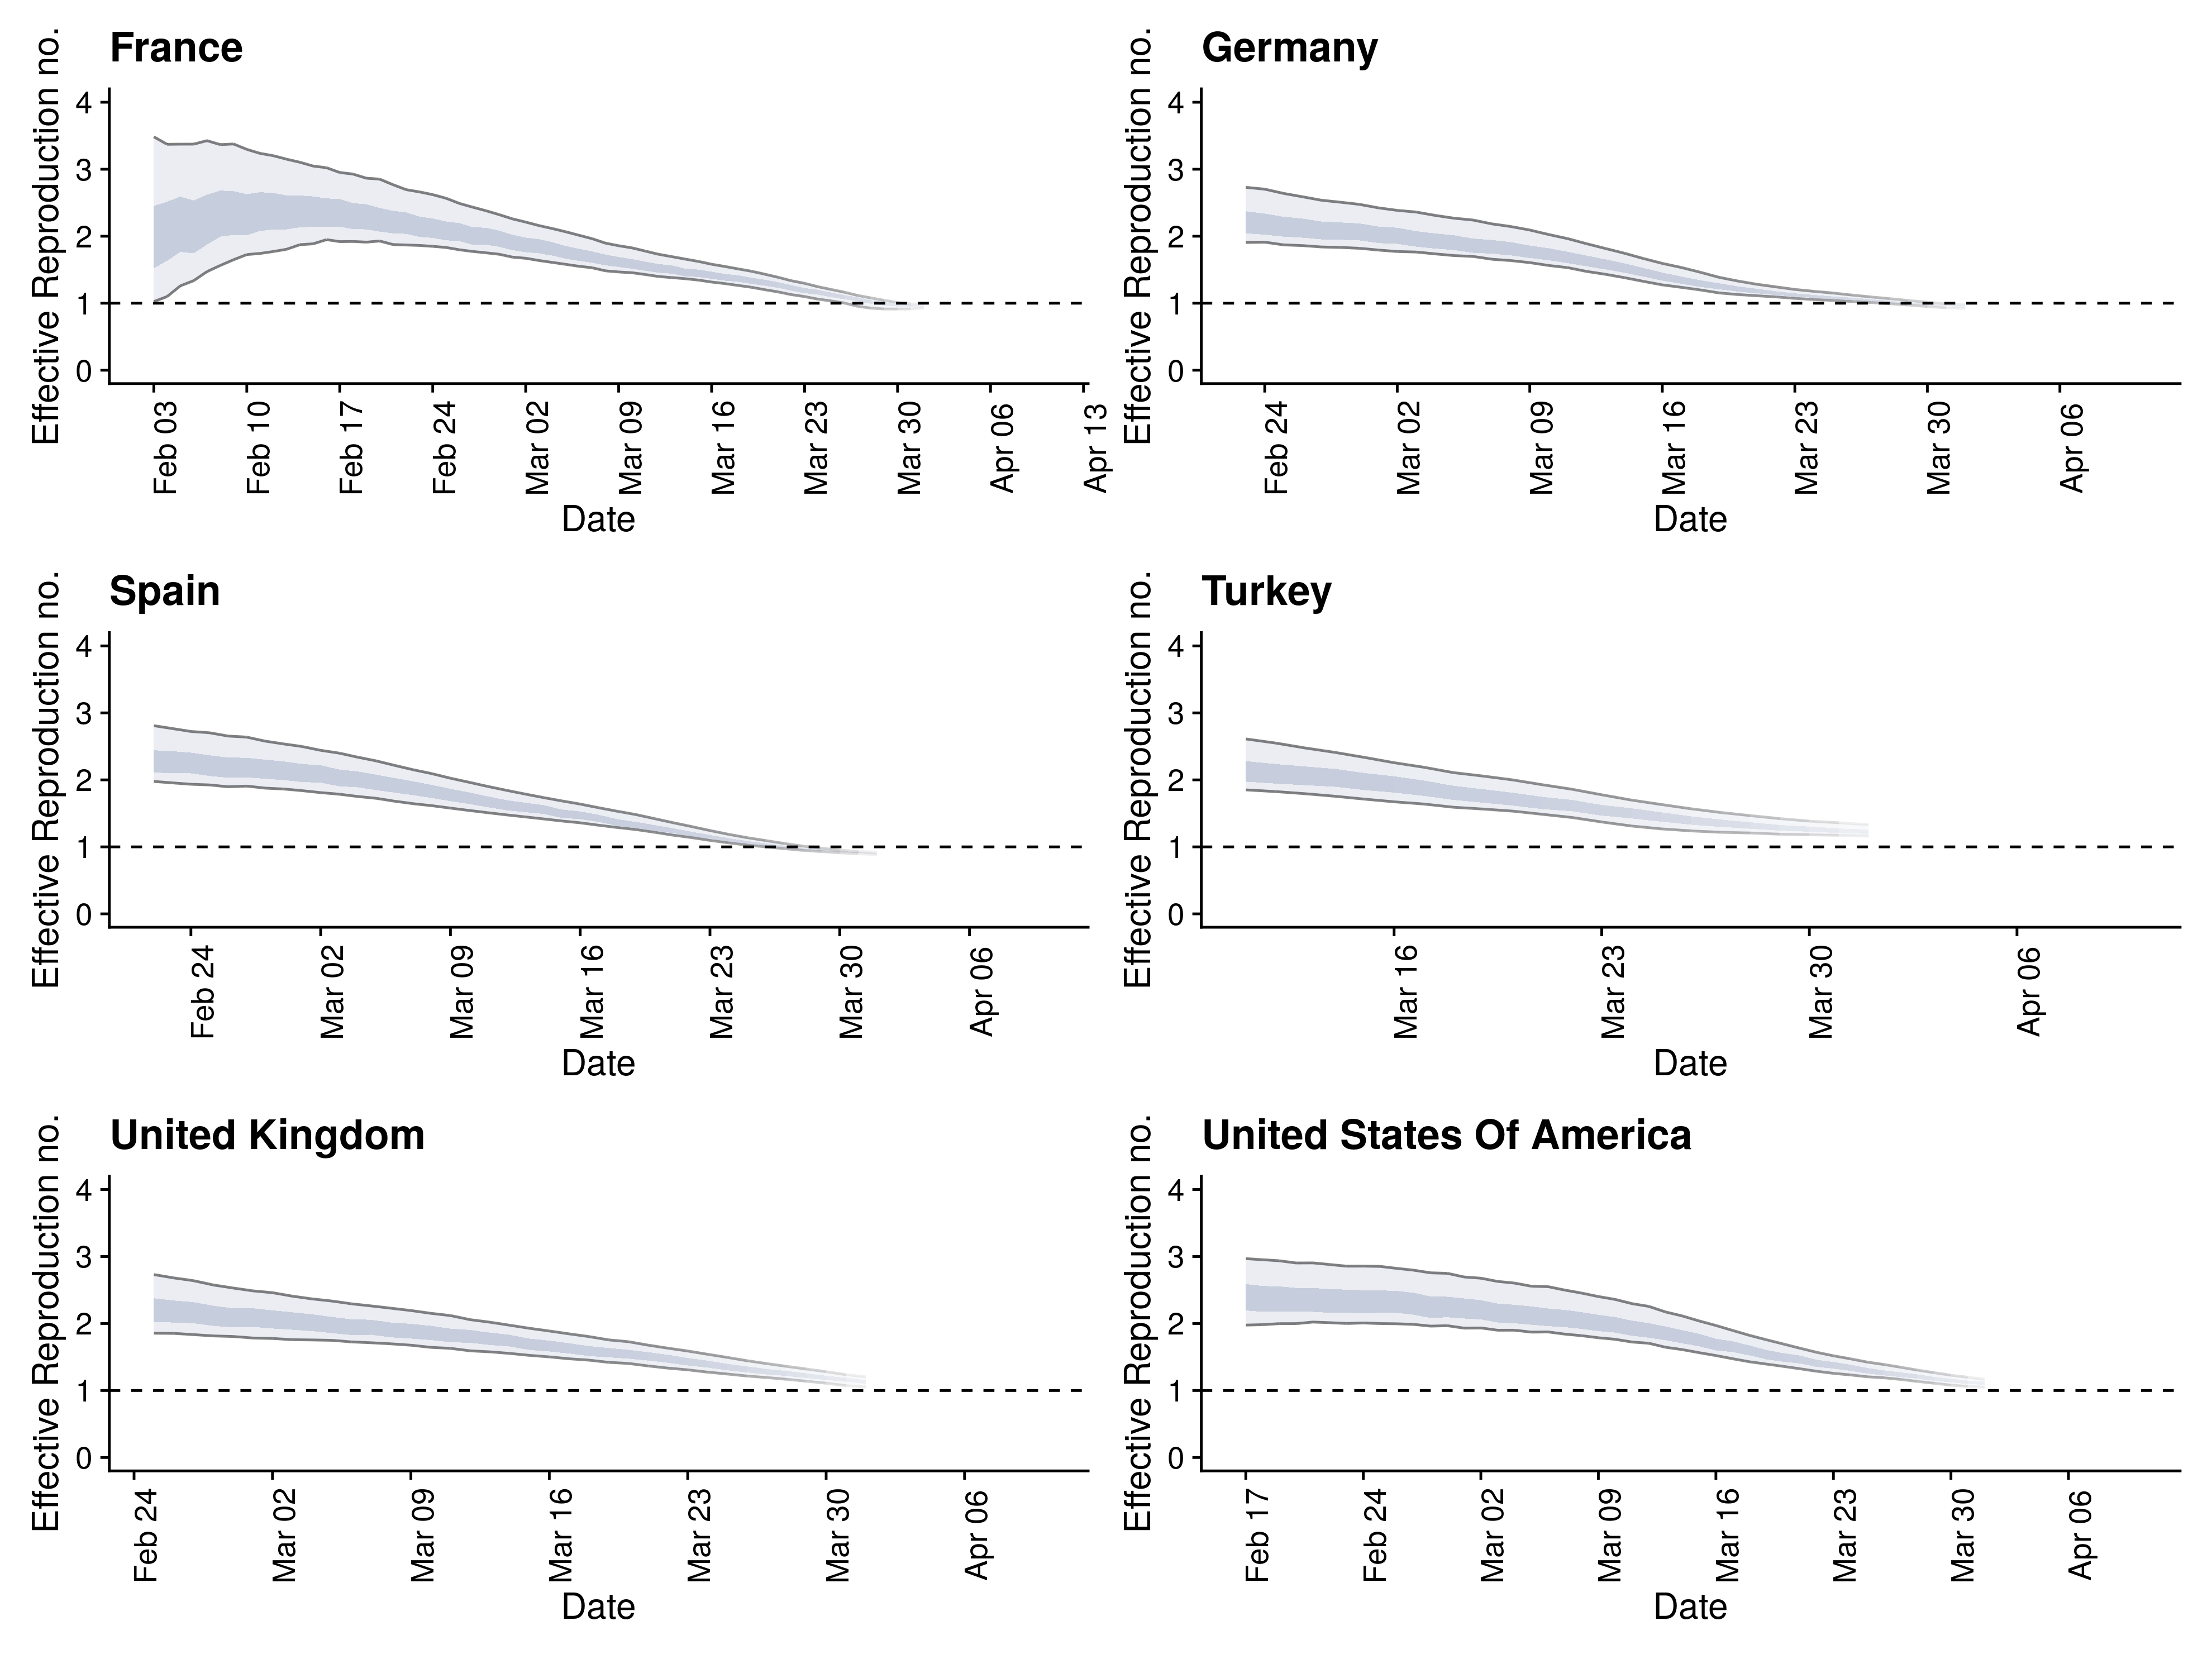 France
Effective Reproduction no.
4
3
2
1
0
Feb 03
Feb 10
Feb 17
Feb 24
Mar 02
Mar 09
Mar 16
Mar 23
Mar 30
Apr 06
Apr 13
Date
Germany
Effective Reproduction no.
4
3
2
1
0
Feb 24
Mar 02
Mar 09
Mar 16
Mar 23
Mar 30
Apr 06
Date
Spain
Effective Reproduction no.
4
3
2
1
0
Feb 24
Mar 02
Mar 09
Mar 16
Mar 23
Mar 30
Apr 06
Date
Turkey
Effective Reproduction no.
4
3
2
1
0
Mar 16
Mar 23
Mar 30
Apr 06
Date
United Kingdom
Effective Reproduction no.
4
3
2
1
0
Feb 24
Mar 02
Mar 09
Mar 16
Mar 23
Mar 30
Apr 06
Date
United States Of America
Effective Reproduction no.
4
3
2
1
0
Feb 17
Feb 24
Mar 02
Mar 09
Mar 16
Mar 23
Mar 30
Apr 06
Date